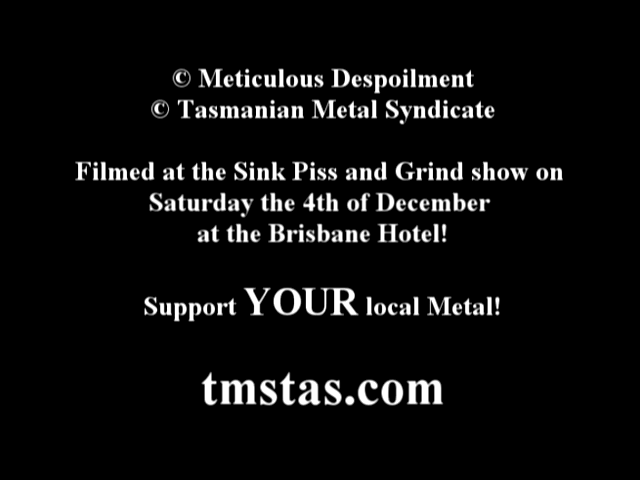 © Meticulous Despoilment
© Tasmanian Metal Syndicate
Filmed at the Sink Piss and Grind show on
Saturday the 4th of December
at the Brisbane Hotel!
Support YOUR local Metal!
tmstas.com